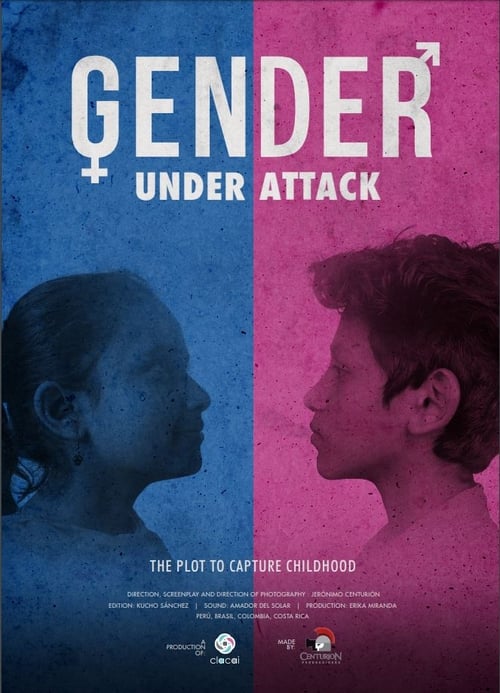 GENDER
UNDER ATTACK
THE PLOT TO CAPTURE CHILDHOOD
DIRECTION, SCREENPLAY AND DIRECTION OF PHOTOGRAPHY : JERÓNIMO CENTURIÓN
EDITION: KUCHO SÁNCHEZ | SOUND: AMADOR DEL SOLAR | PRODUCTION: ERIKA MIRANDA
PERÚ, BRASIL, COLOMBIA, COSTA RICA
A PRODUCTION OF: clacai
MADE BY: CENTURIÓN